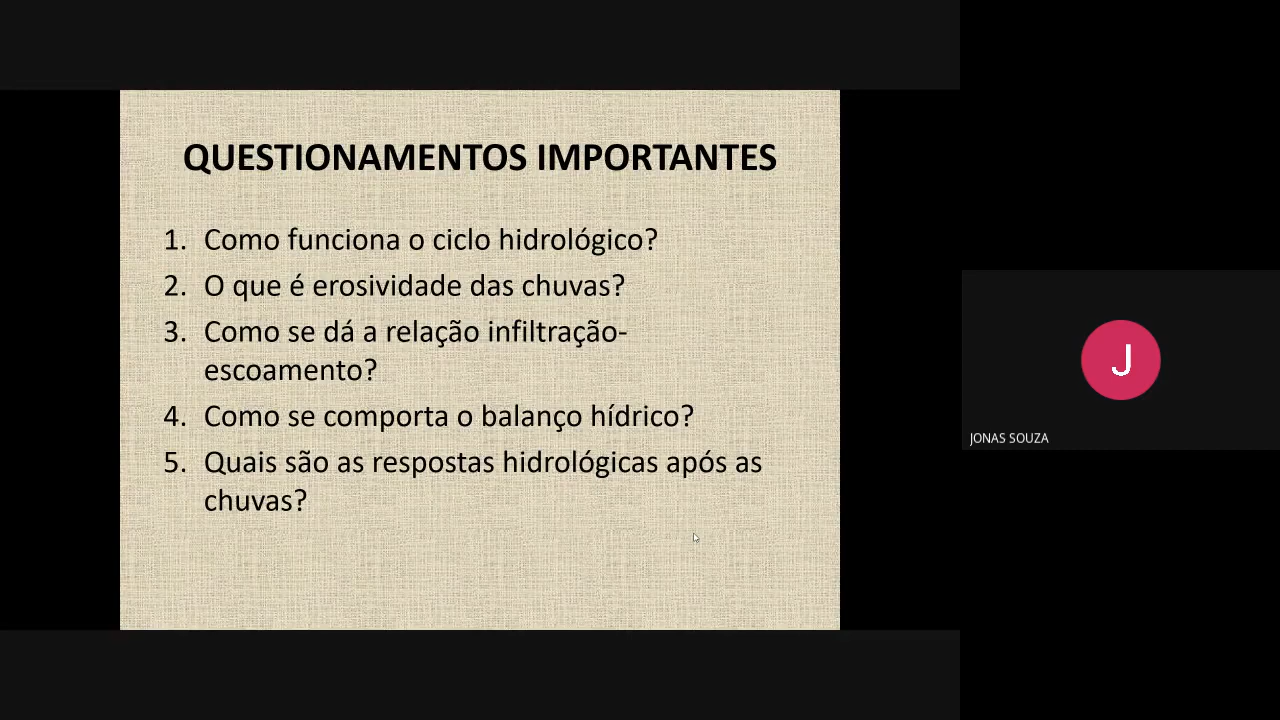 QUESTIONAMENTOS IMPORTANTES
1. Como funciona o ciclo hidrológico?
2. O que é erosividade das chuvas?
3. Como se dá a relação infiltração-
escoamento?
4. Como se comporta o balanço hídrico?
5. Quais são as respostas hidrológicas após as
chuvas?
J
JONAS SOUZA